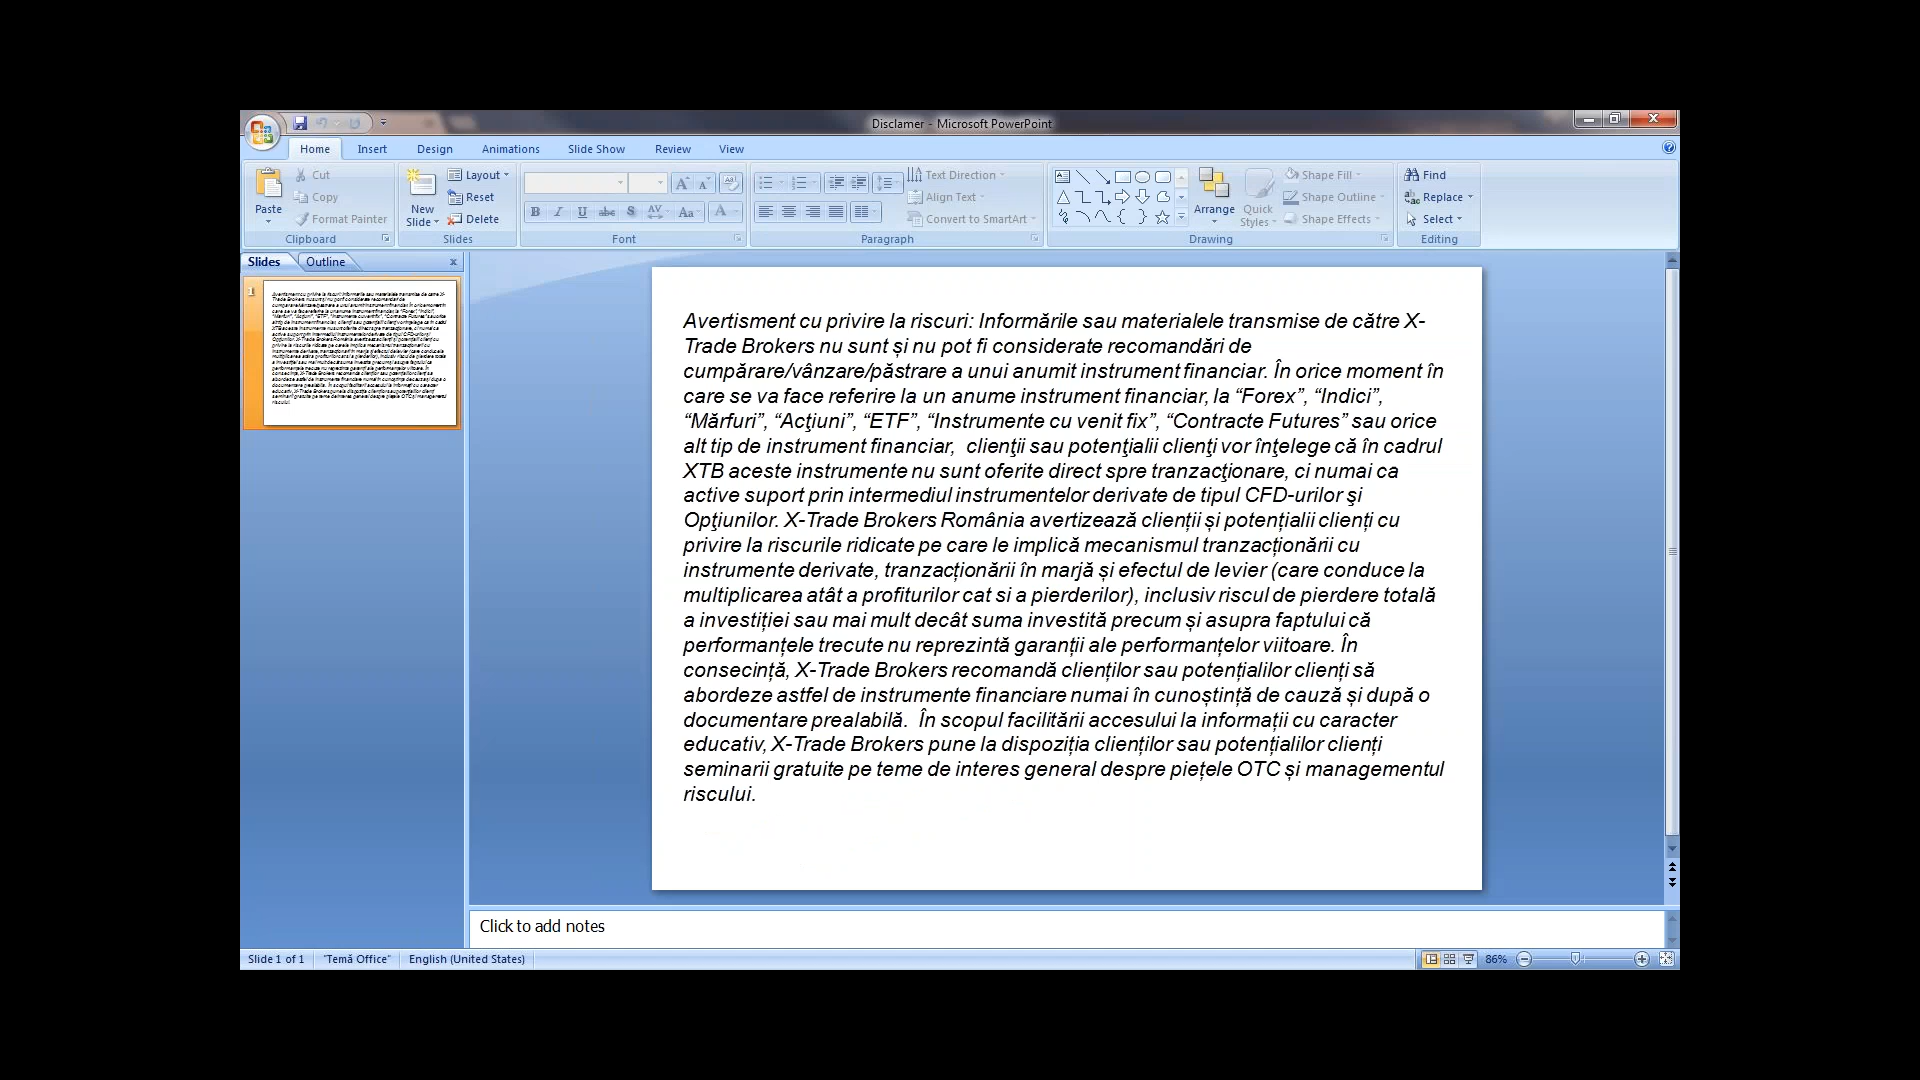 Disclamer - Microsoft PowerPoint
Home Insert Design Animations Slide Show Review View
Paste Cut Copy Format Painter Clipboard
New Slide Layout Reset Delete Slides
Font
Text Direction Align Text Convert to SmartArt Paragraph
Arrange Quick Styles Shape Fill Shape Outline Shape Effects Drawing
Find Replace Select Editing
Slides Outline
1
Avertisment cu privire la riscuri: Informările sau materialele transmise de către X-
Trade Brokers nu sunt și nu pot fi considerate recomandări de
cumpărare/vânzare/păstrare a unui anumit instrument financiar. În orice moment în
care se va face referire la un anume instrument financiar, la “Forex”, “Indici”,
“Mărfuri”, “Acţiuni”, “ETF”, “Instrumente cu venit fix”, “Contracte Futures” sau orice
alt tip de instrument financiar,  clienţii sau potenţialii clienţi vor înţelege că în cadrul
XTB aceste instrumente nu sunt oferite direct spre tranzacţionare, ci numai ca
active suport prin intermediul instrumentelor derivate de tipul CFD-urilor şi
Opţiunilor. X-Trade Brokers România avertizează clienții și potențialii clienți cu
privire la riscurile ridicate pe care le implică mecanismul tranzacționării cu
instrumente derivate, tranzacționării în marjă și efectul de levier (care conduce la
multiplicarea atât a profiturilor cat si a pierderilor), inclusiv riscul de pierdere totală
a investiției sau mai mult decât suma investită precum și asupra faptului că
performanțele trecute nu reprezintă garanții ale performanțelor viitoare. În
consecință, X-Trade Brokers recomandă clienților sau potențialilor clienți să
abordeze astfel de instrumente financiare numai în cunoștință de cauză și după o
documentare prealabilă.  În scopul facilitării accesului la informații cu caracter
educativ, X-Trade Brokers pune la dispoziția clienților sau potențialilor clienți
seminarii gratuite pe teme de interes general despre piețele OTC și managementul
riscului.
Click to add notes
Slide 1 of 1 "Temă Office" English (United States) 86%